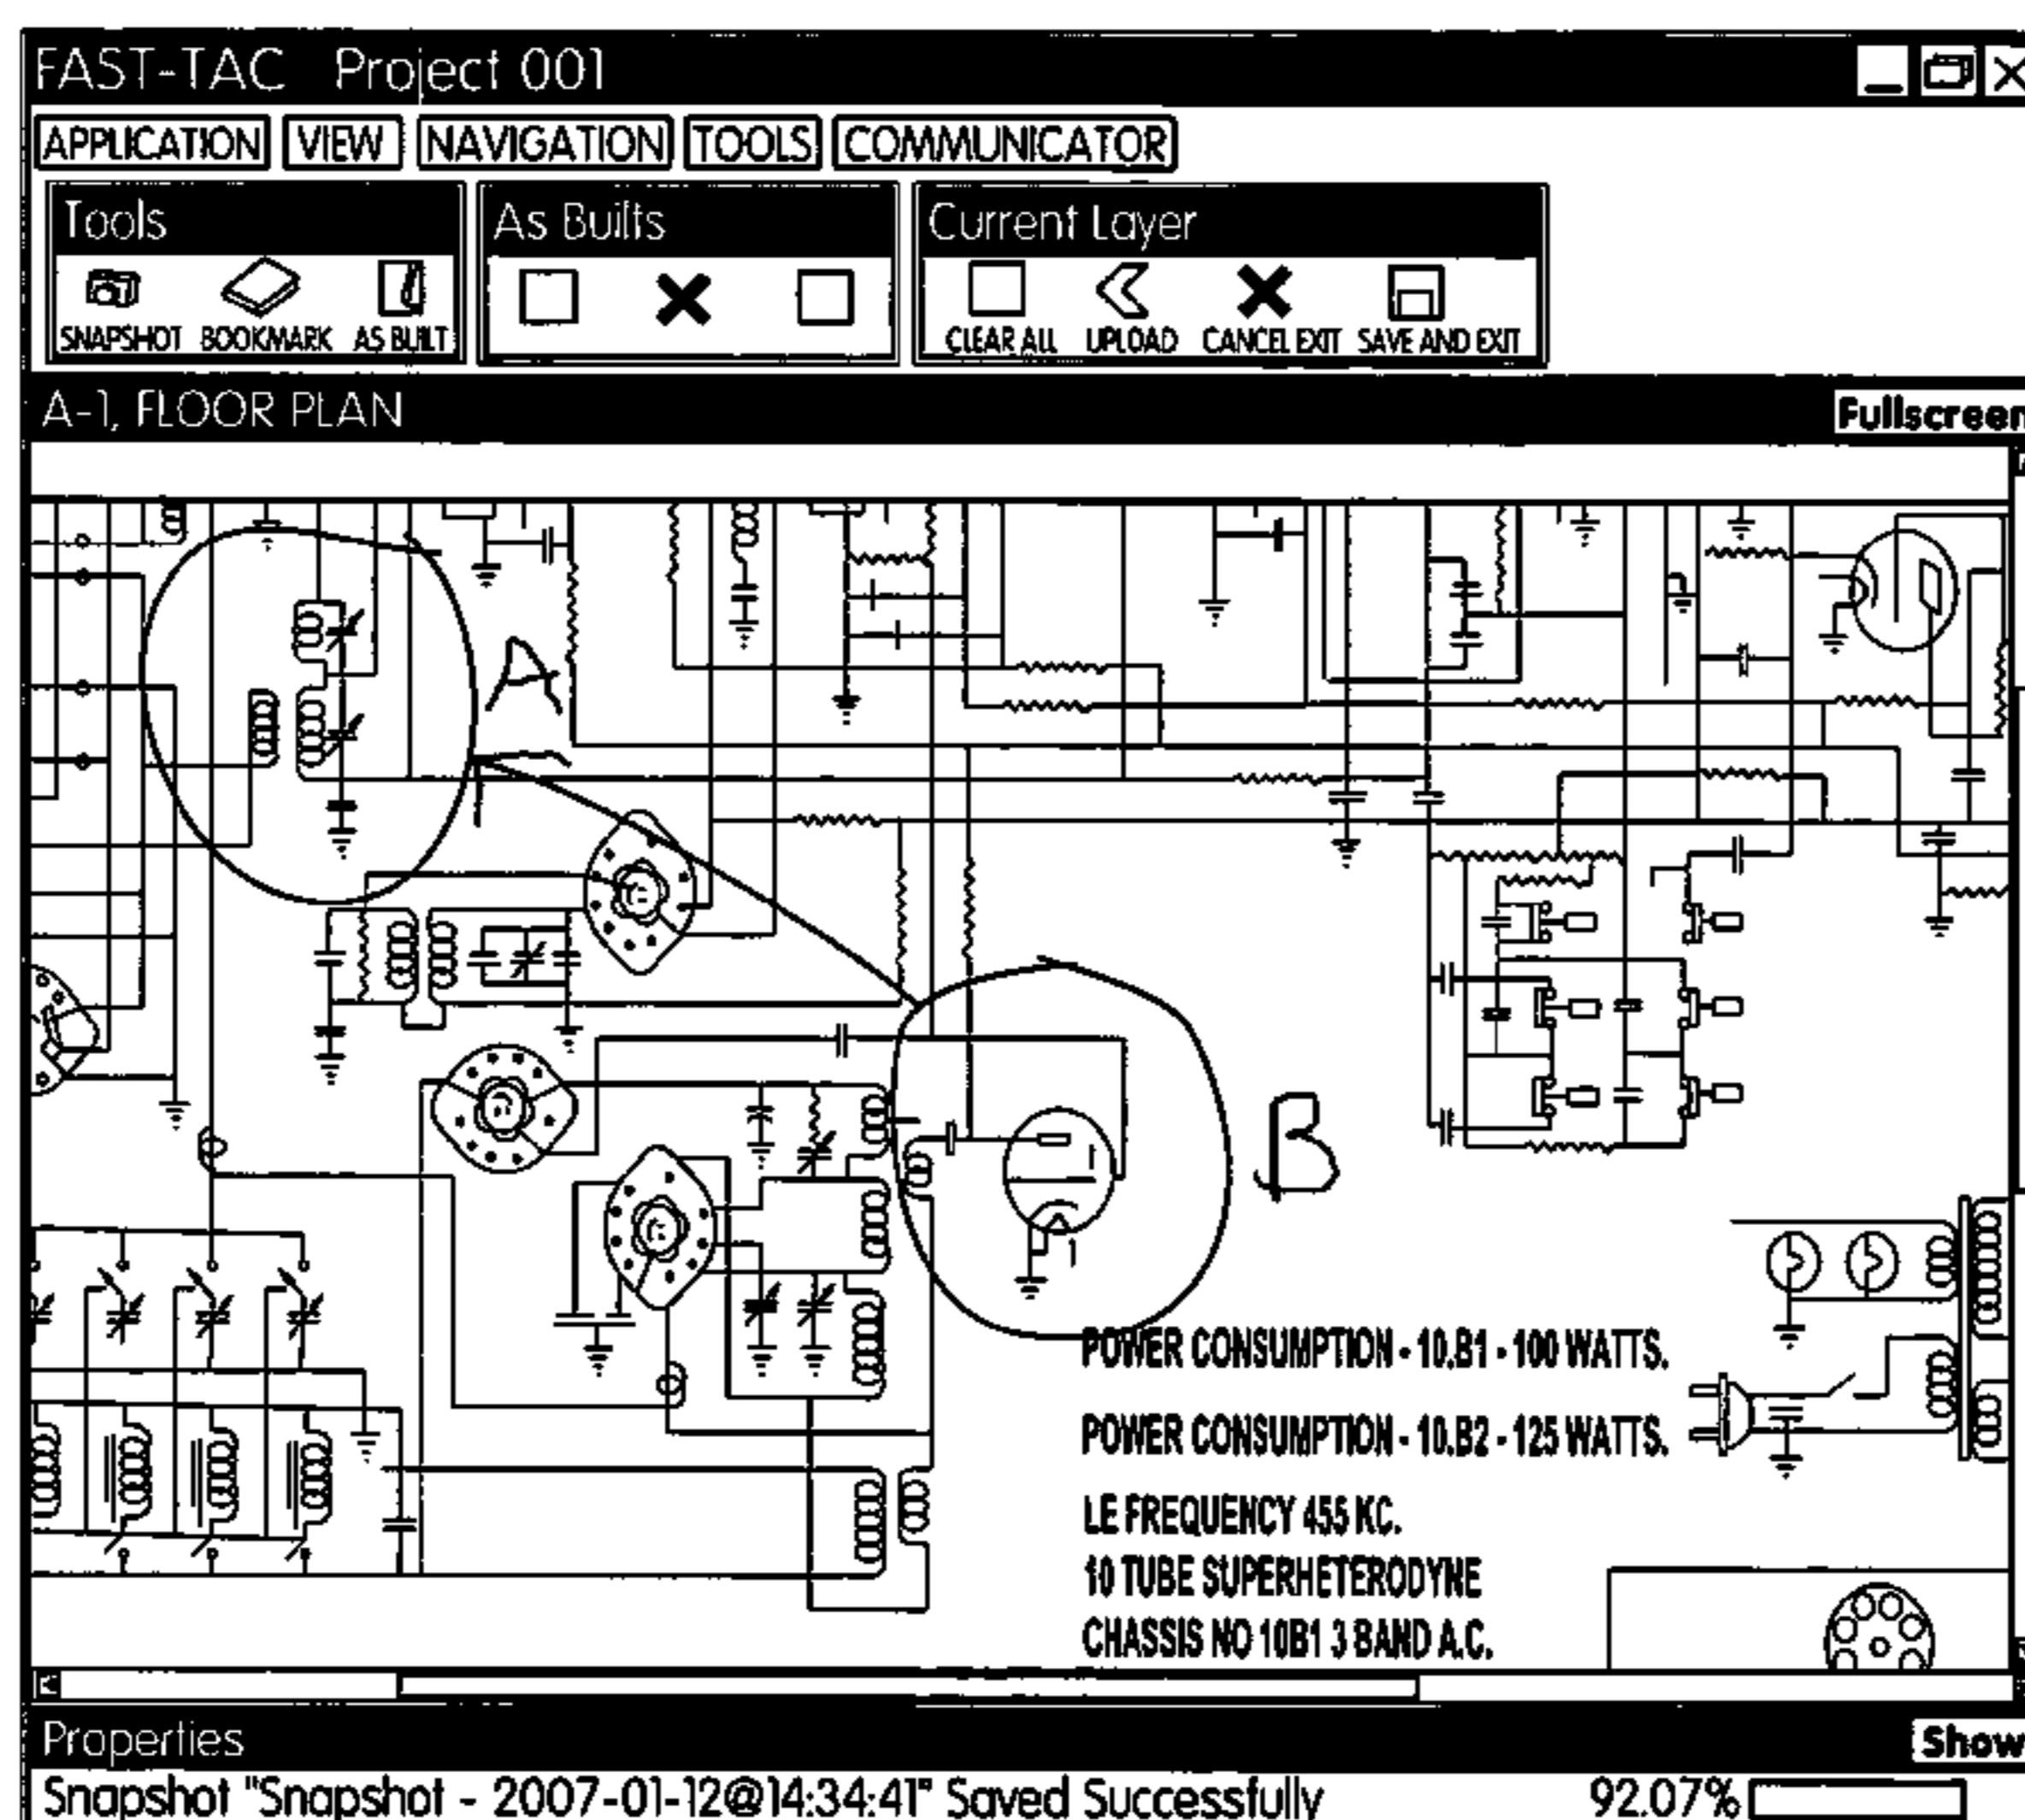 FAST-TAC Project 001
APPLICATION VIEW NAVIGATION TOOLS COMMUNICATOR
Tools As Builts Current Layer
SNAPSHOT BOOKMARK AS BUILT CLEAR ALL UPLOAD CANCEL EXIT SAVE AND EXIT
A-1, FLOOR PLAN Fullscreen
A
B
POWER CONSUMPTION - 10.B1 - 100 WATTS.
POWER CONSUMPTION - 10.B2 - 125 WATTS.
LE FREQUENCY 455 KC.
10 TUBE SUPERHETERODYNE
CHASSIS NO 10B1 3 BAND A.C.
Properties Show
Snapshot "Snapshot - 2007-01-12@14:34:41" Saved Successfully 92.07%